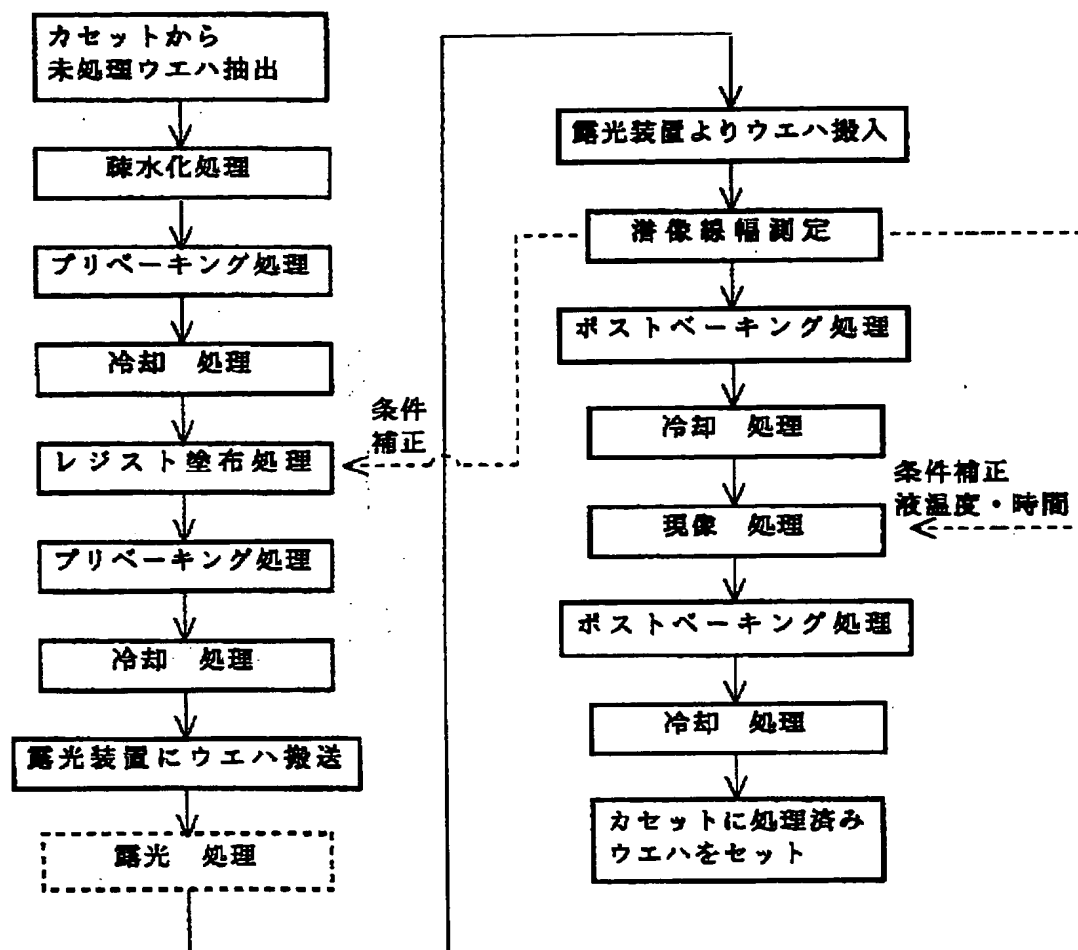 カセットから
未処理ウエハ抽出
疎水化処理
プリベーキング処理
冷却 処理
レジスト塗布処理
プリベーキング処理
冷却 処理
露光装置にウエハ搬送
露光 処理
条件
補正
露光装置よりウエハ搬入
潜像線幅測定
ポストベーキング処理
冷却 処理
現像 処理
条件補正
液温度・時間
ポストベーキング処理
冷却 処理
カセットに処理済み
ウエハをセット